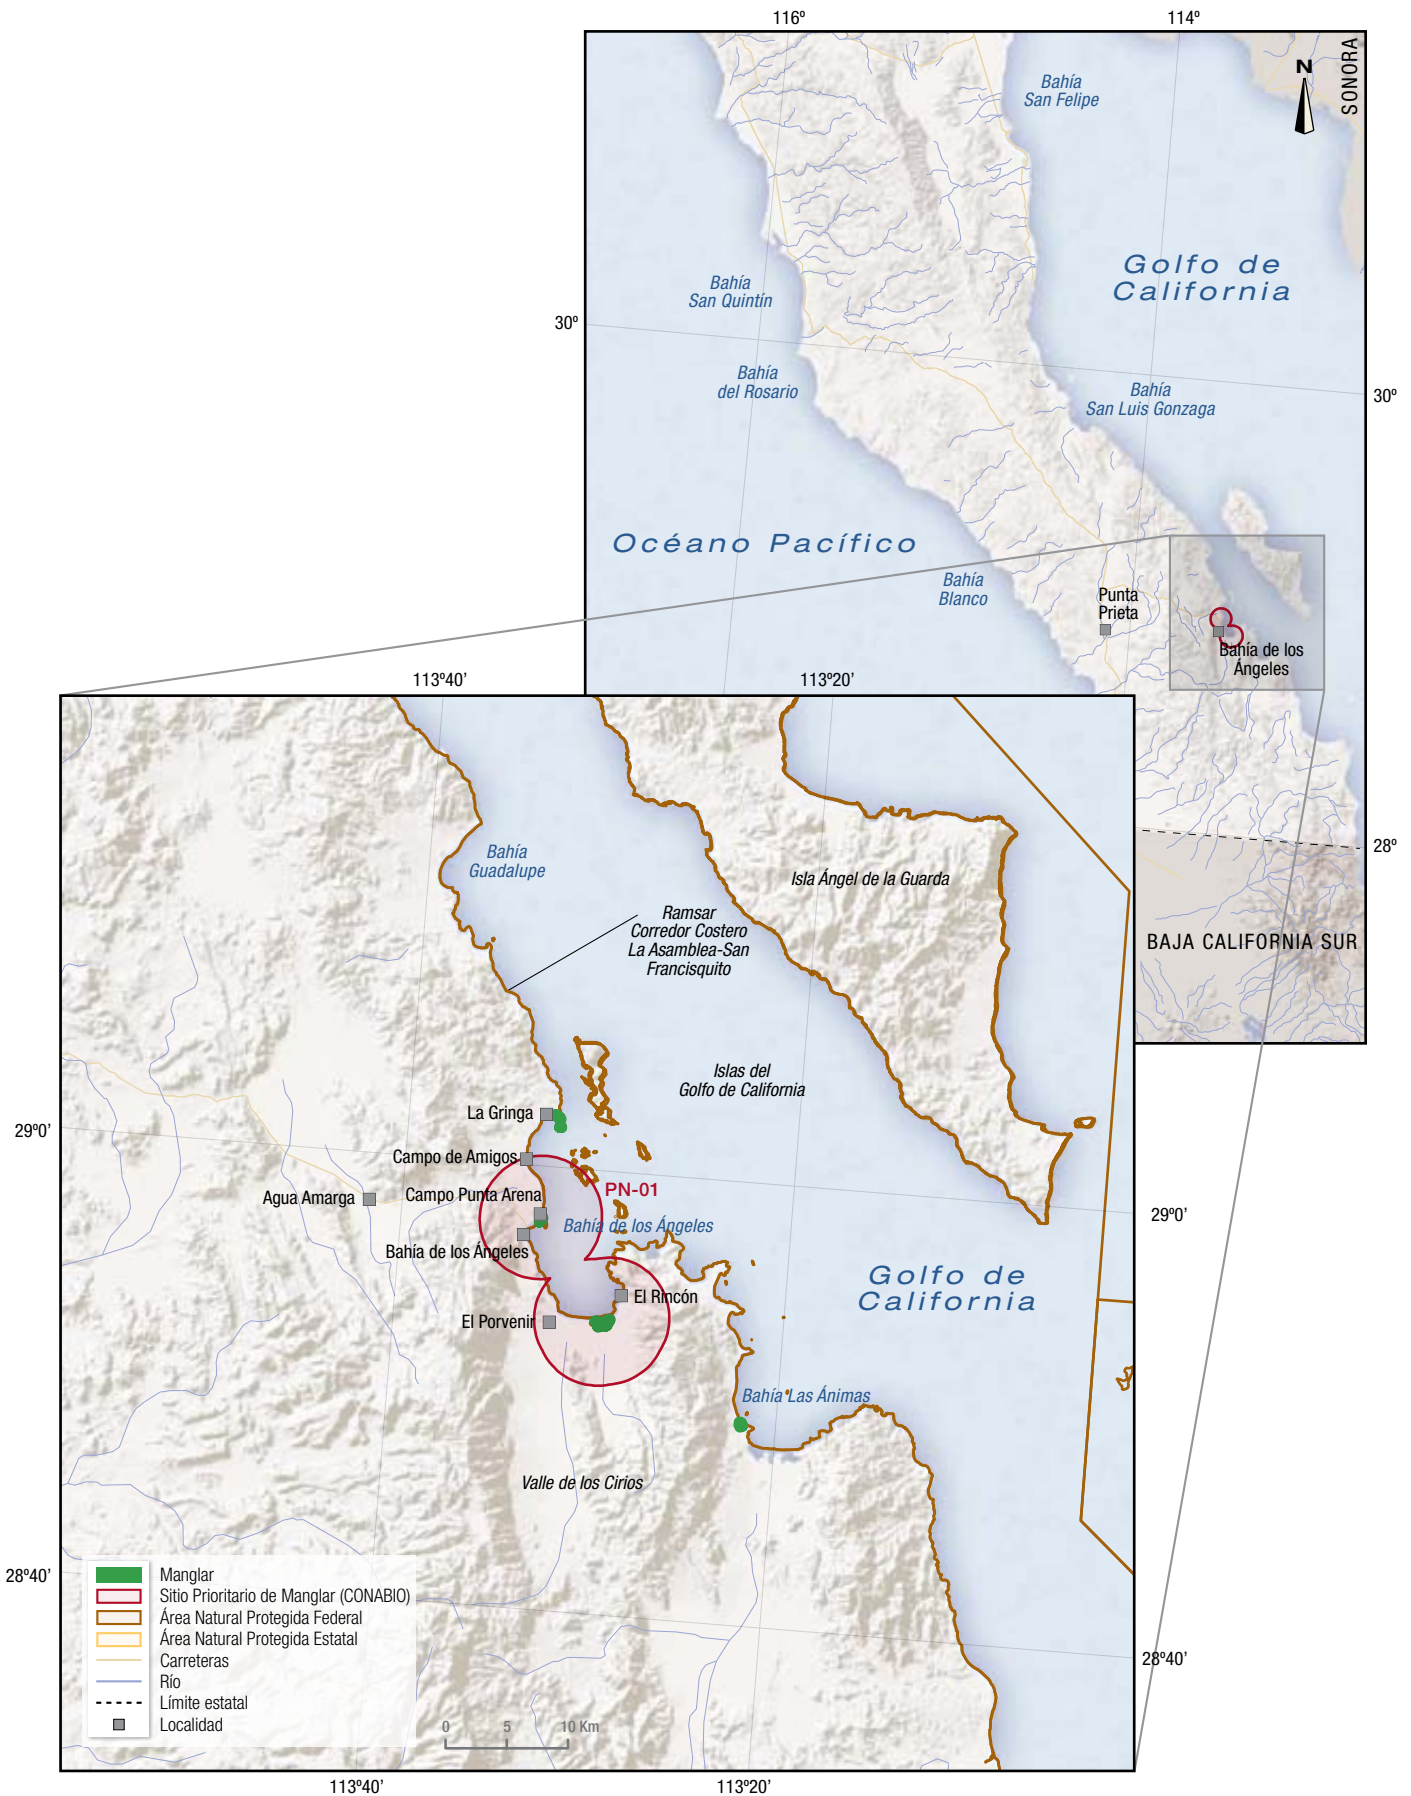 116º
114º
SONORA
N
Bahía
San Felipe
Golfo de
California
Bahía
San Quintín
30º
Bahía
del Rosario
Bahía
San Luis Gonzaga
30º
Océano Pacífico
Bahía
Blanco
Punta
Prieta
Bahía de los
Ángeles
28º
BAJA CALIFORNIA SUR
113º40'
113º20'
Bahía
Guadalupe
Isla Ángel de la Guarda
Ramsar
Corredor Costero
La Asamblea-San
Francisquito
Islas del
Golfo de California
La Gringa
29º0'
Campo de Amigos
Agua Amarga
Campo Punta Arena
PN-01
Bahía de los Ángeles
29º0'
Bahía de los Ángeles
Golfo de
California
El Rincón
El Porvenir
Bahía Las Ánimas
Valle de los Cirios
28º40'
Manglar
Sitio Prioritario de Manglar (CONABIO)
Área Natural Protegida Federal
Área Natural Protegida Estatal
Carreteras
Río
Límite estatal
Localidad
0 5 10 Km
28º40'
113º40'
113º20'